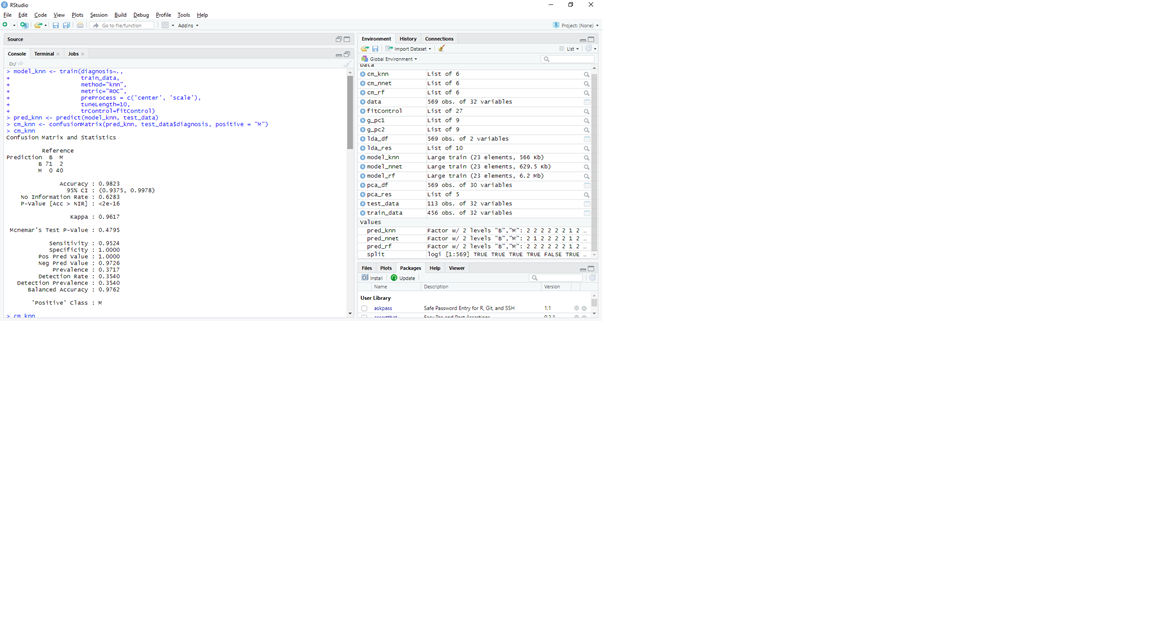 RStudio
File Edit Code View Plots Session Build Debug Profile Tools Help
Go to file/function Addins Project: (None)
Source
Console Terminal Jobs
> model_knn <- train(diagnosis~.,
+ train_data,
+ method="knn",
+ metric="ROC",
+ preProcess = c('center', 'scale'),
+ tuneLength=10,
+ trControl=fitControl)
> pred_knn <- predict(model_knn, test_data)
> cm_knn <- confusionMatrix(pred_knn, test_data$diagnosis, positive = "M")
> cm_knn
Confusion Matrix and Statistics
Reference
Prediction B M
B 71 2
M 0 40
Accuracy : 0.9823
95% CI : (0.9375, 0.9978)
No Information Rate : 0.6283
P-Value [Acc > NIR] : <2e-16
Kappa : 0.9617
Mcnemar's Test P-Value : 0.4795
Sensitivity : 0.9524
Specificity : 1.0000
Pos Pred Value : 1.0000
Neg Pred Value : 0.9726
Prevalence : 0.3717
Detection Rate : 0.3540
Detection Prevalence : 0.3540
Balanced Accuracy : 0.9762
'Positive' Class : M
> cm_knn
Environment History Connections
Import Dataset List
Global Environment
Data
cm_knn List of 6
cm_nnet List of 6
cm_rf List of 6
data 569 obs. of 32 variables
fitControl List of 27
g_pc1 List of 9
g_pc2 List of 9
lda_df 569 obs. of 2 variables
lda_res List of 10
model_knn Large train (23 elements, 566 Kb)
model_nnet Large train (23 elements, 629.5 Kb)
model_rf Large train (23 elements, 6.2 Mb)
pca_df 569 obs. of 30 variables
pca_res List of 5
test_data 113 obs. of 32 variables
train_data 456 obs. of 32 variables
Values
pred_knn Factor w/ 2 levels "B","M": 2 2 2 2 2 2 1 2 …
pred_nnet Factor w/ 2 levels "B","M": 2 1 2 2 2 2 1 2 …
pred_rf Factor w/ 2 levels "B","M": 2 2 2 2 2 2 1 2 …
split logi [1:569] TRUE TRUE TRUE TRUE FALSE TRUE …
Files Plots Packages Help Viewer
Install Update
Name Description Version
User Library
askpass Safe Password Entry for R, Git, and SSH 1.1